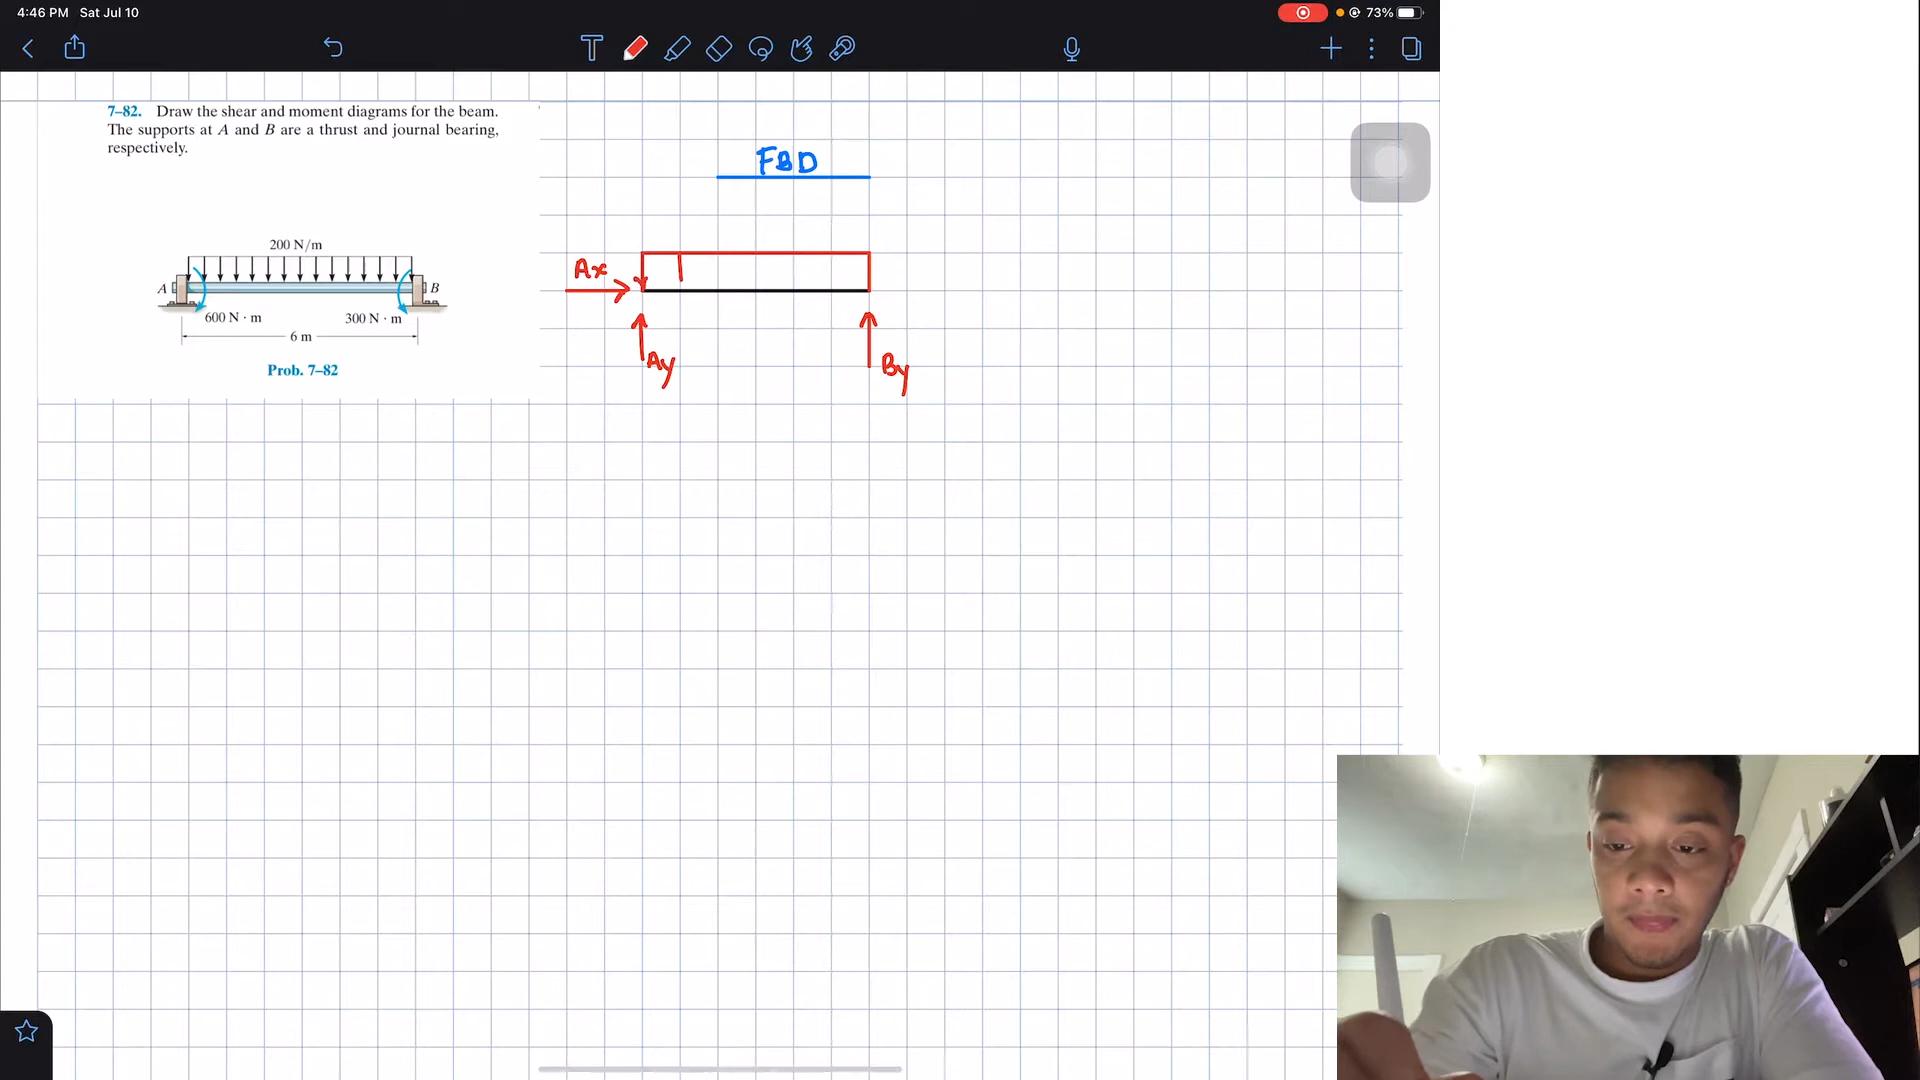 4:46 PM Sat Jul 10
73%
7–82. Draw the shear and moment diagrams for the beam.
The supports at A and B are a thrust and journal bearing,
respectively.
FBD
200 N/m
Ax
A
B
600 N · m
300 N · m
6 m
Ay
By
Prob. 7–82